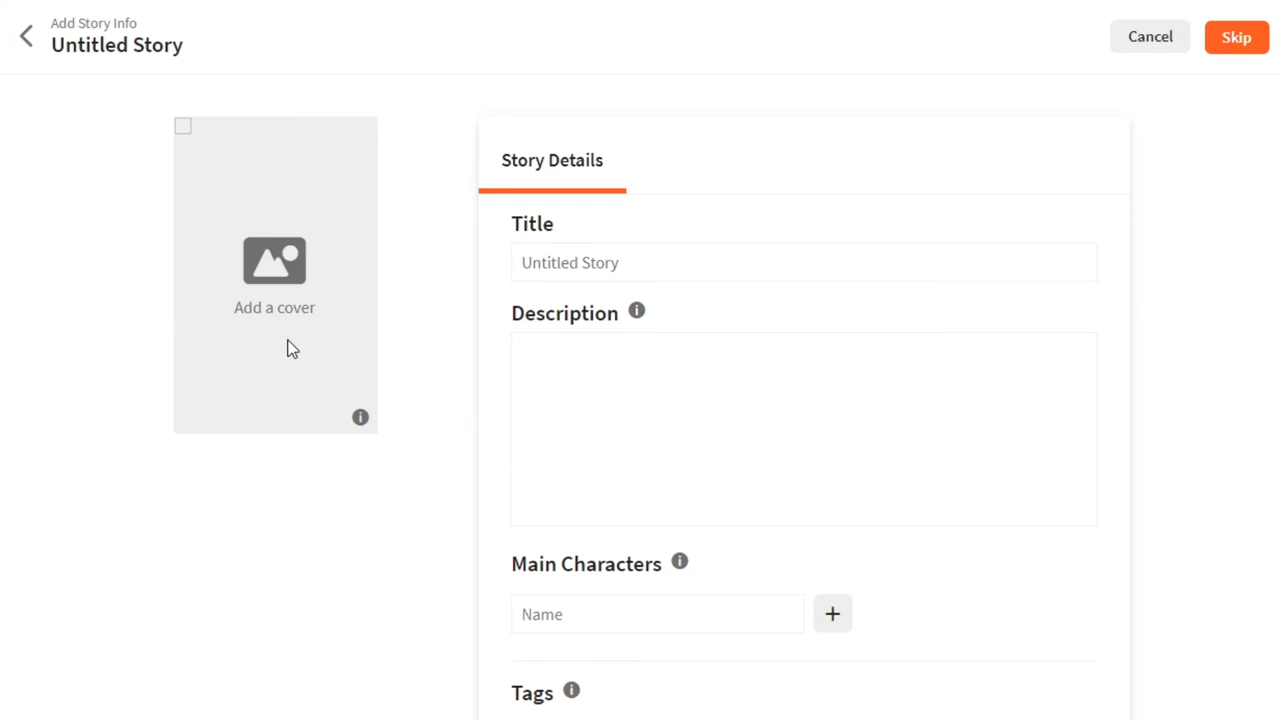 Add Story Info
Untitled Story
Cancel
Skip
Add a cover
Story Details
Title
Untitled Story
Description
Main Characters
Name
+
Tags